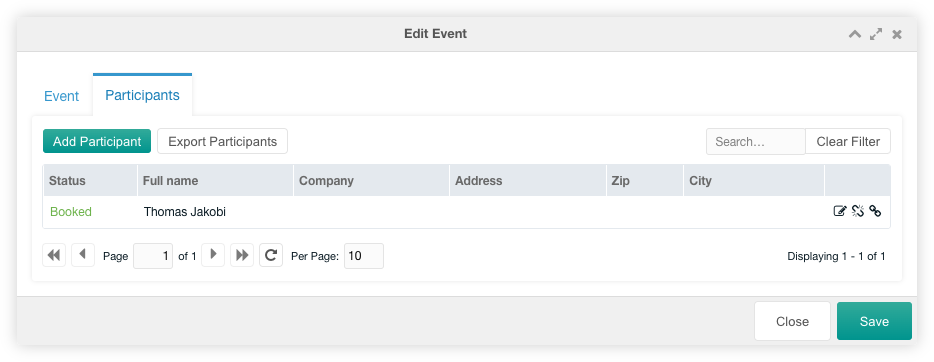 Edit Event
Event Participants
Add Participant Export Participants Search... Clear Filter
Status Full name Company Address Zip City
Booked Thomas Jakobi
Page 1 of 1 Per Page: 10 Displaying 1 - 1 of 1
Close Save